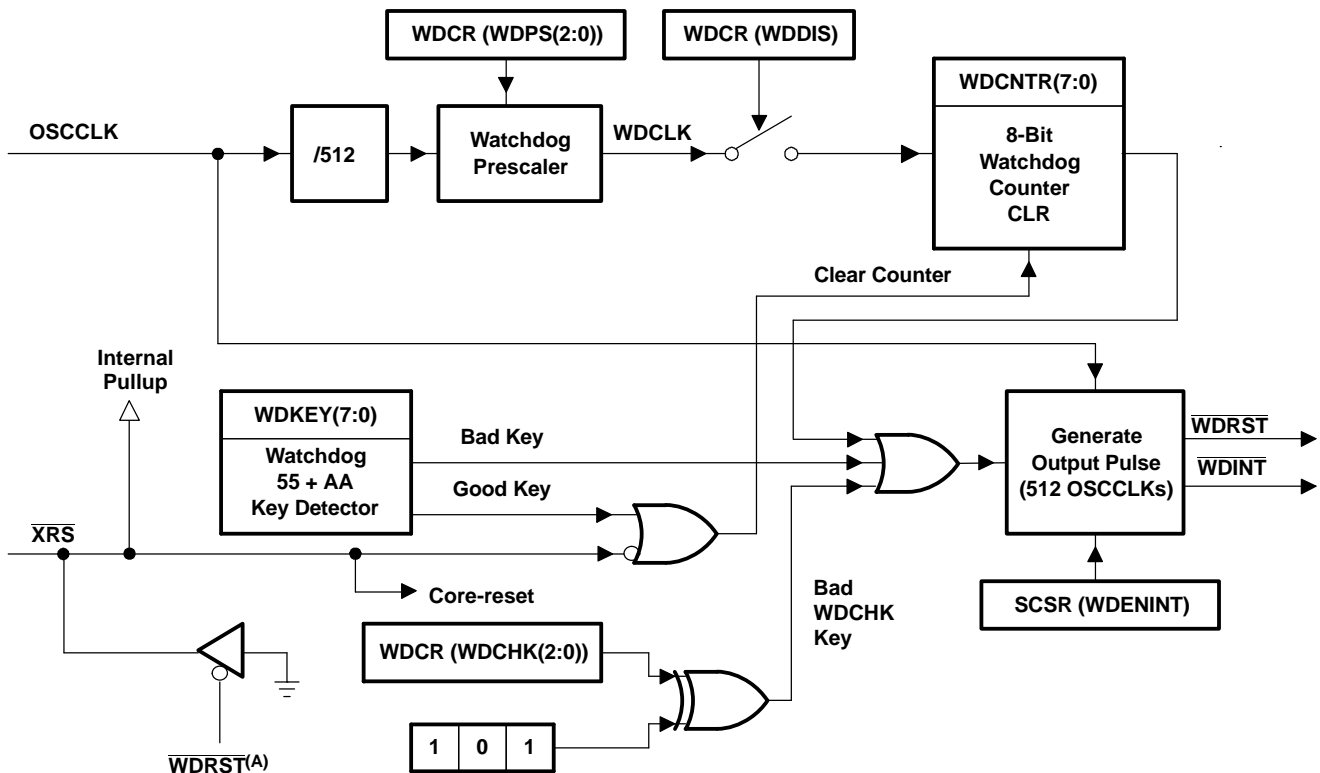 WDCR (WDPS(2:0))
WDCR (WDDIS)
WDCNTR(7:0)
OSCCLK
/512
Watchdog
Prescaler
WDCLK
8-Bit
Watchdog
Counter
CLR
Clear Counter
Internal
Pullup
WDKEY(7:0)
Watchdog
55 + AA
Key Detector
Bad Key
Good Key
Generate
Output Pulse
(512 OSCCLKs)
WDRST
WDINT
XRS
Core-reset
Bad
WDCHK
Key
SCSR (WDENINT)
WDCR (WDCHK(2:0))
1 0 1
WDRST(A)